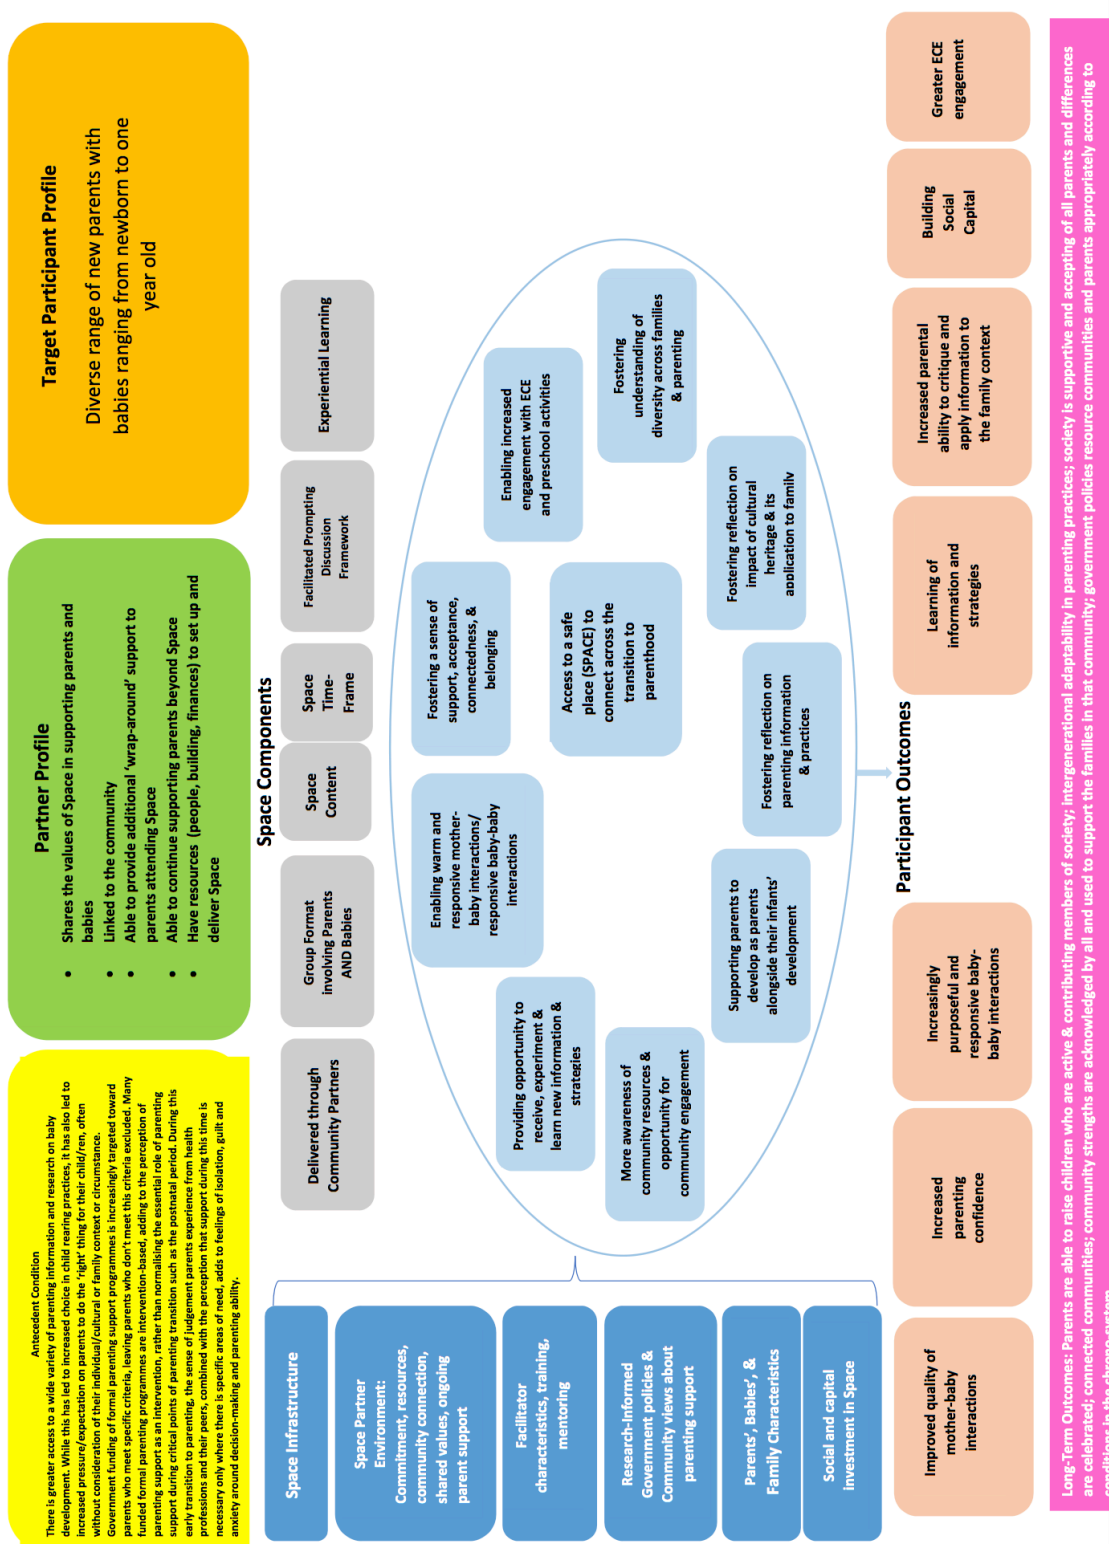 Antecedent Condition
There is greater access to a wide variety of parenting information and research on baby
development. While this has led to increased choice in child rearing practices, it has also led to
increased pressure/expectation on parents to do the 'right' thing for their child/ren, often
without consideration of their individual/cultural or family context or circumstance.
Government funding of formal parenting support programmes is increasingly targeted toward
parents who meet specific criteria, leaving parents who don't meet this criteria excluded. Many
funded formal parenting programmes are intervention-based, adding to the perception of
parenting support as an intervention, rather than normalising the essential role of parenting
support during critical points of parenting transition such as the postnatal period. During this
early transition to parenting, the sense of judgement parents experience from health
professions and their peers, combined with the perception that support during this time is
necessary only where there is specific areas of need, adds to feelings of isolation, guilt and
anxiety around decision-making and parenting ability.
Partner Profile
• Shares the values of Space in supporting parents and
babies
• Linked to the community
• Able to provide additional 'wrap-around' support to
parents attending Space
• Able to continue supporting parents beyond Space
• Have resources (people, building, finances) to set up and
deliver Space
Target Participant Profile
Diverse range of new parents with
babies ranging from newborn to one
year old
Space Components
Space Infrastructure
Space Partner
Environment:
Commitment, resources,
community connection,
shared values, ongoing
parent support
Facilitator
characteristics, training,
mentoring
Research-informed
Government policies &
Community views about
parenting support
Parents', Babies', &
Family Characteristics
Social and capital
investment in Space
Delivered through
Community Partners
Group Format
involving Parents
AND Babies
Space
Content
Space
Time-
Frame
Facilitated Prompting
Discussion
Framework
Experiential Learning
Providing opportunity to
receive, experiment &
learn new information &
strategies
Enabling warm and
responsive mother-
baby interactions/
responsive baby-baby
interactions
Fostering a sense of
support, acceptance,
connectedness, &
belonging
Enabling increased
engagement with ECE
and preschool activities
More awareness of
community resources &
opportunity for
community engagement
Access to a safe
place (SPACE) to
connect across the
transition to
parenthood
Fostering
understanding of
diversity across families
& parenting
Supporting parents to
develop as parents
alongside their infants'
development
Fostering reflection on
parenting information
& practices
Fostering reflection on
impact of cultural
heritage & its
application to family
Participant Outcomes
Improved quality of
mother-baby
interactions
Increased
parenting
confidence
Increasingly
purposeful and
responsive baby-
baby interactions
Learning of
information and
strategies
Increased parental
ability to critique and
apply information to
the family context
Building
Social
Capital
Greater ECE
engagement
Long-Term Outcomes: Parents are able to raise children who are active & contributing members of society; intergenerational adaptability in parenting practices; society is supportive and accepting of all parents and differences
are celebrated; connected communities; community strengths are acknowledged by all and used to support the families in that community; government policies resource communities and parents appropriately according to
conditions in the chrono-system